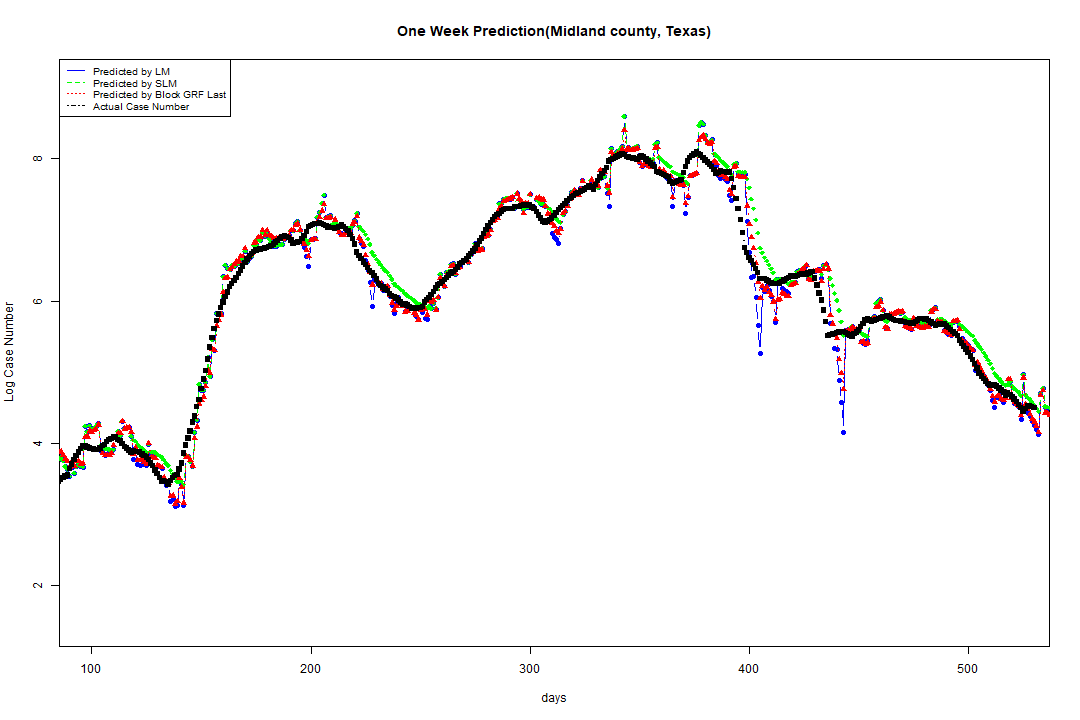 One Week Prediction(Midland county, Texas)
Predicted by LM
Predicted by SLM
Predicted by Block GRF Last
Actual Case Number
8
6
4
2
Log Case Number
100 200 300 400 500
days